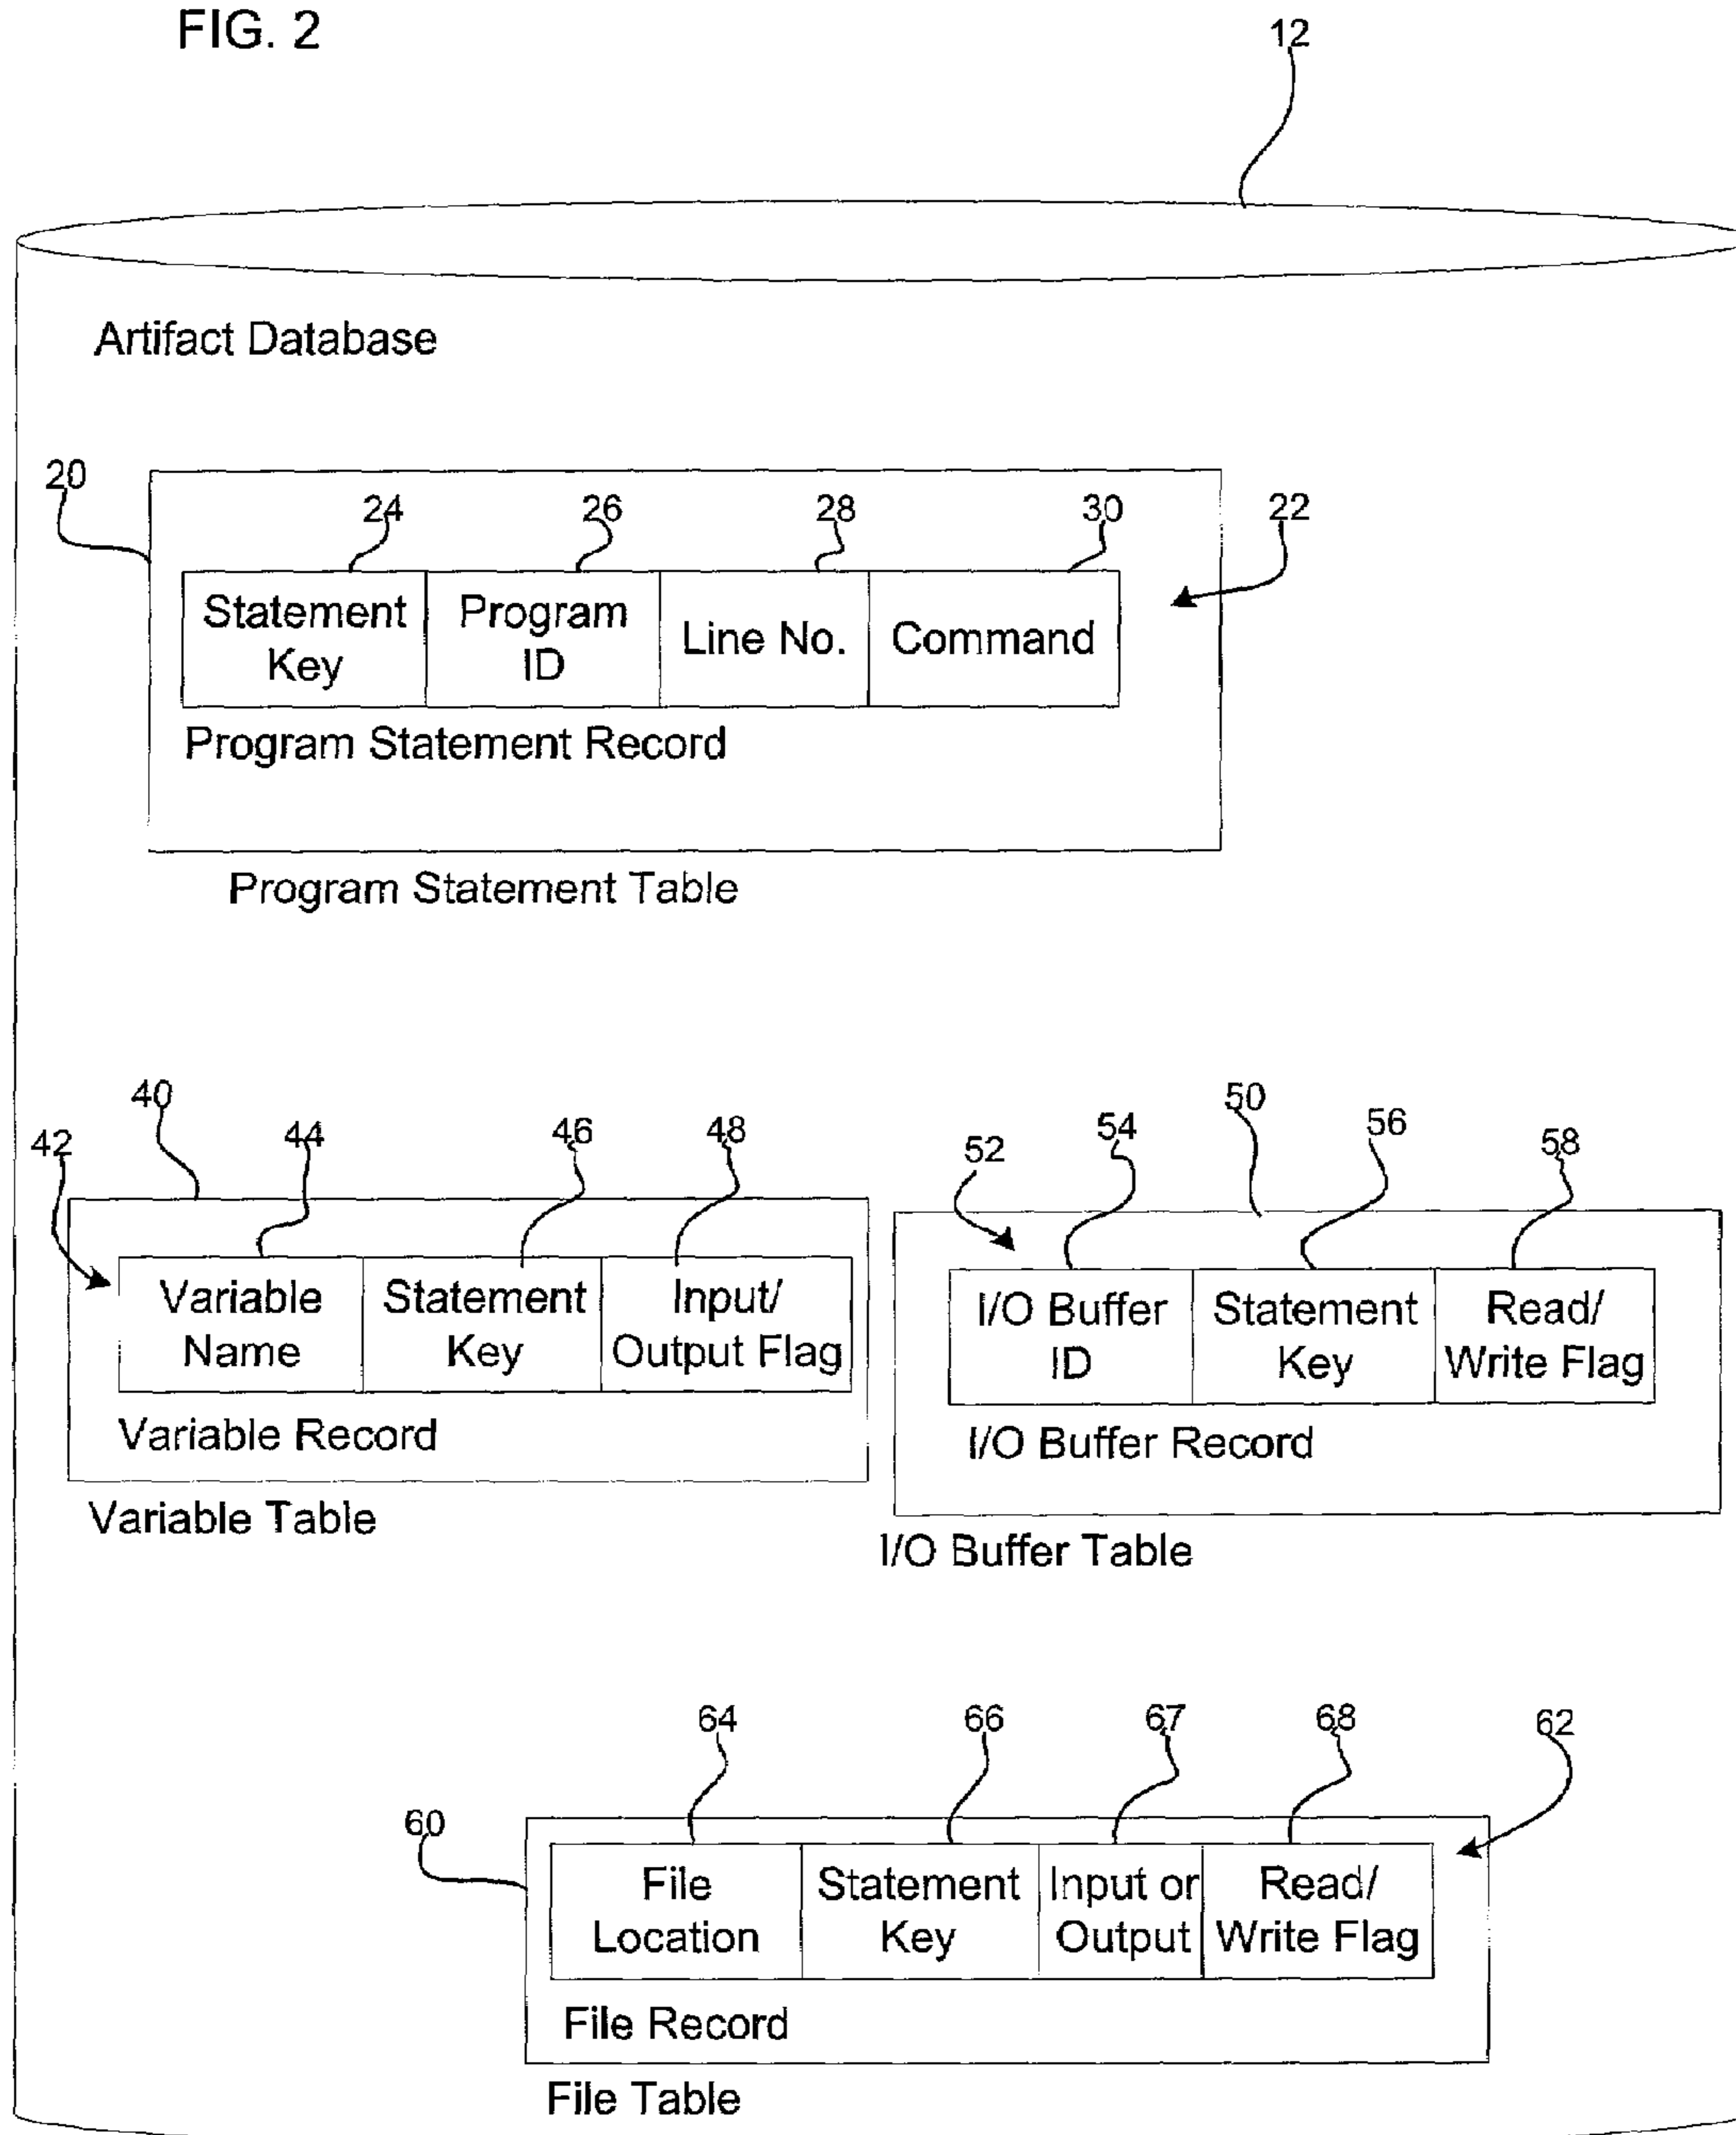 FIG. 2
12
Artifact Database
20
24 26 28 30 22
Statement Key
Program ID
Line No.
Command
Program Statement Record
Program Statement Table
40
42 44 46 48
Variable Name
Statement Key
Input/ Output Flag
Variable Record
Variable Table
50
52 54 56 58
I/O Buffer ID
Statement Key
Read/ Write Flag
I/O Buffer Record
I/O Buffer Table
64 66 67 68 62
60
File Location
Statement Key
Input or Output
Read/ Write Flag
File Record
File Table